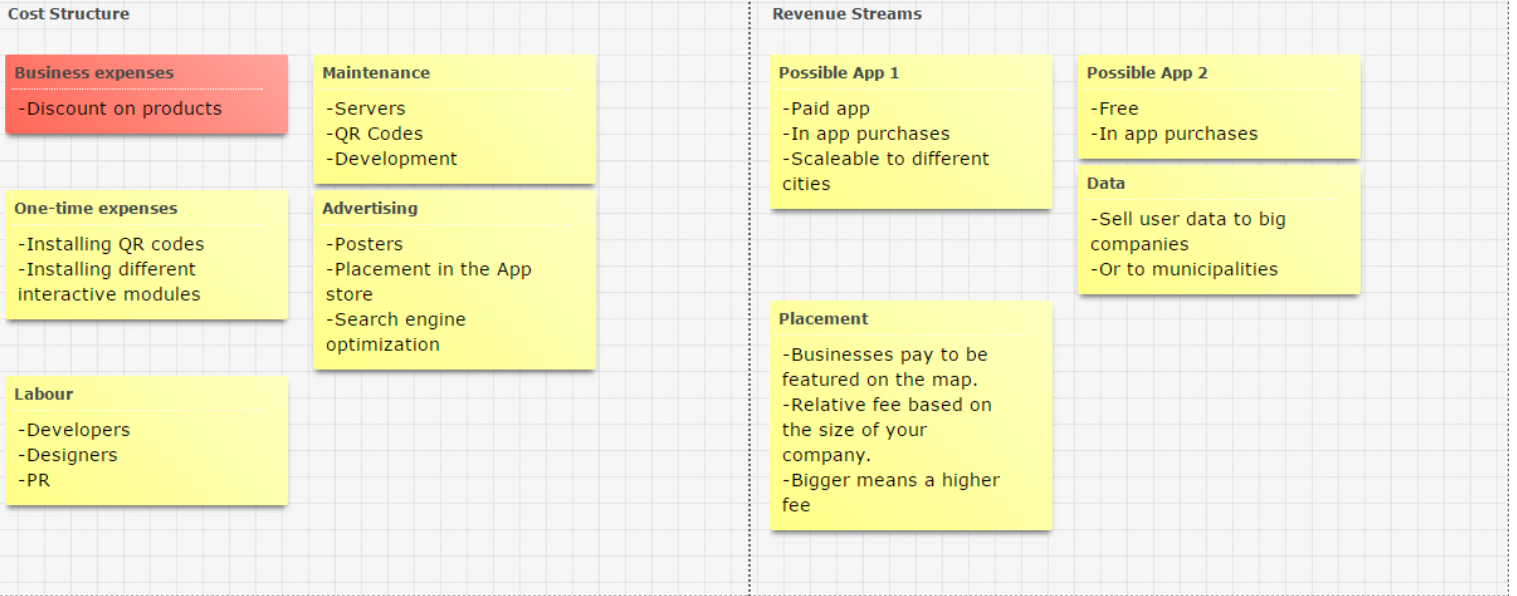 Cost Structure
Business expenses
-Discount on products
Maintenance
-Servers
-QR Codes
-Development
One-time expenses
-Installing QR codes
-Installing different
interactive modules
Advertising
-Posters
-Placement in the App
store
-Search engine
optimization
Labour
-Developers
-Designers
-PR
Revenue Streams
Possible App 1
-Paid app
-In app purchases
-Scaleable to different
cities
Possible App 2
-Free
-In app purchases
Data
-Sell user data to big
companies
-Or to municipalities
Placement
-Businesses pay to be
featured on the map.
-Relative fee based on
the size of your
company.
-Bigger means a higher
fee